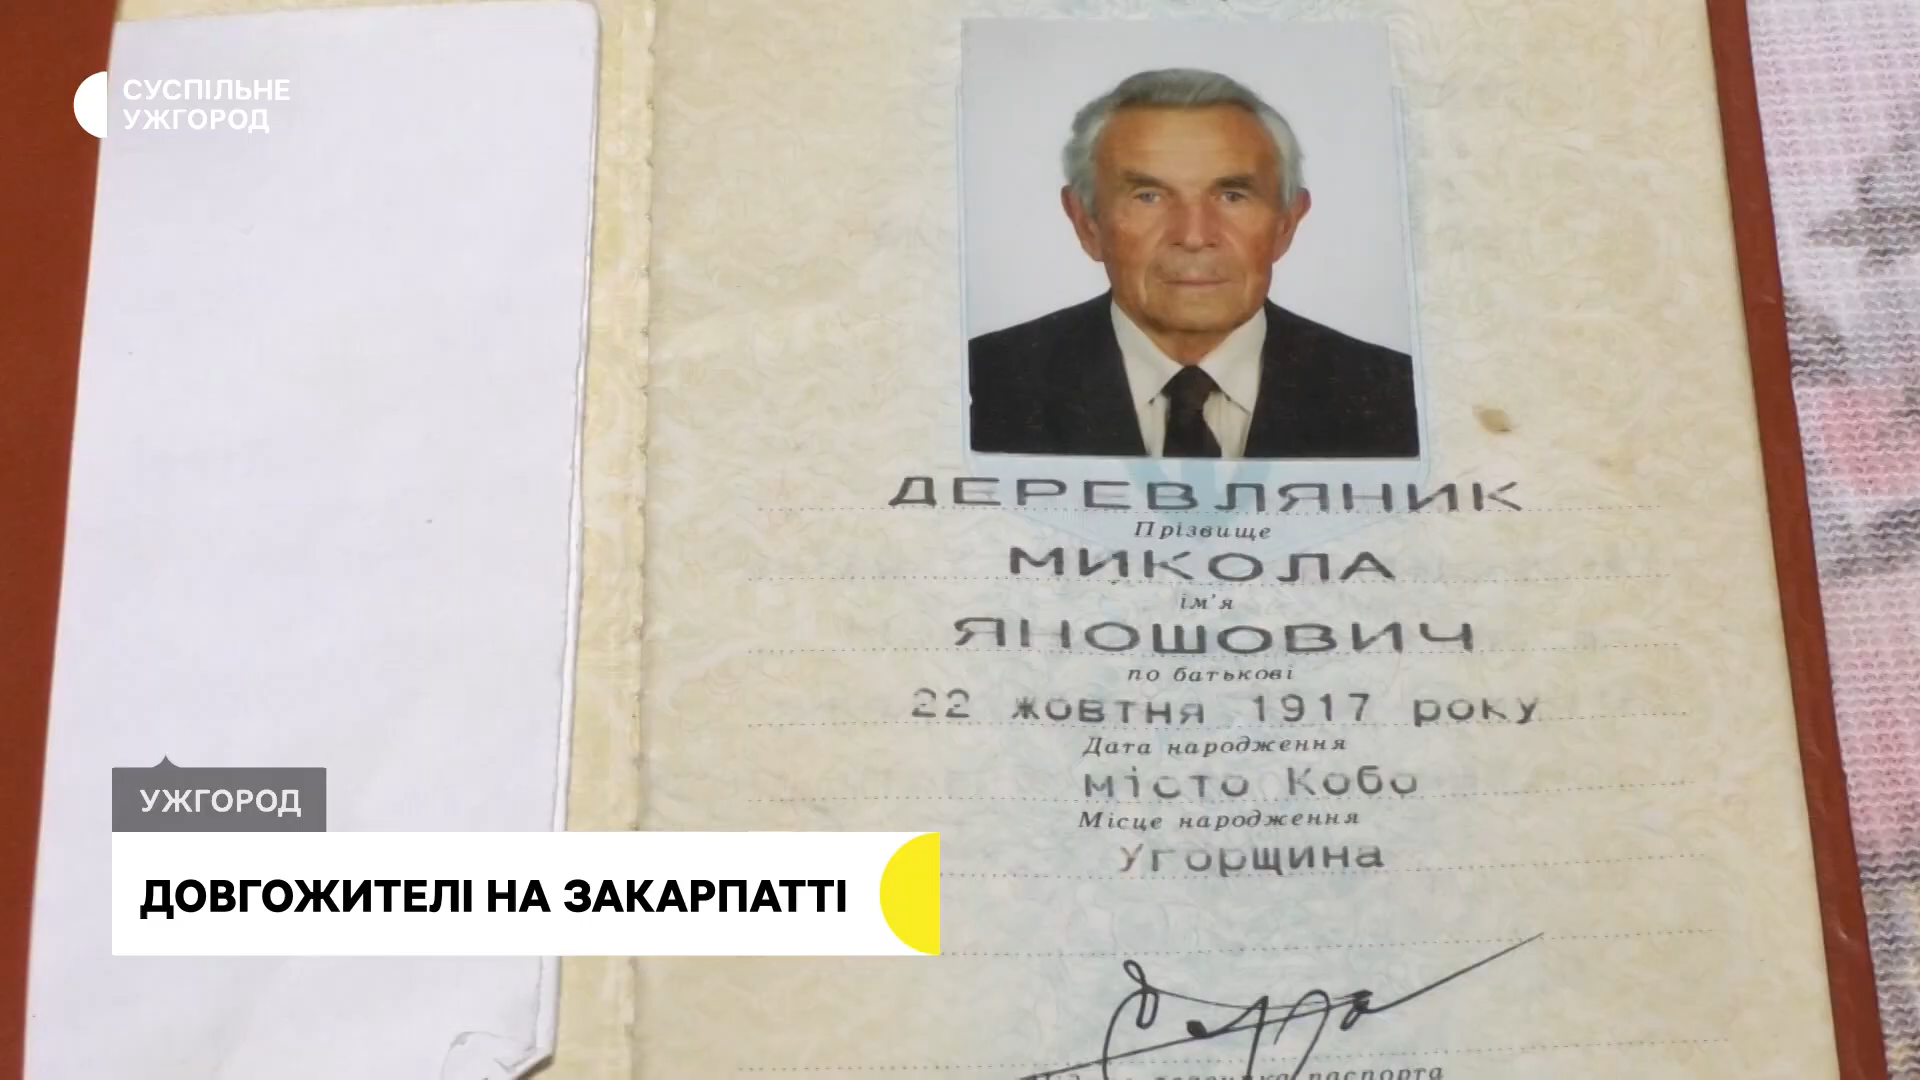 СУСПІЛЬНЕ
УЖГОРОД
ДЕРЕВЛЯНИК
Прізвище
МИКОЛА
ім'я
ЯНОШОВИЧ
по батькові
22 жовтня 1917 року
Дата народження
місто Кобо
Місце народження
Угорщина
паспорта
УЖГОРОД
ДОВГОЖИТЕЛІ НА ЗАКАРПАТТІ